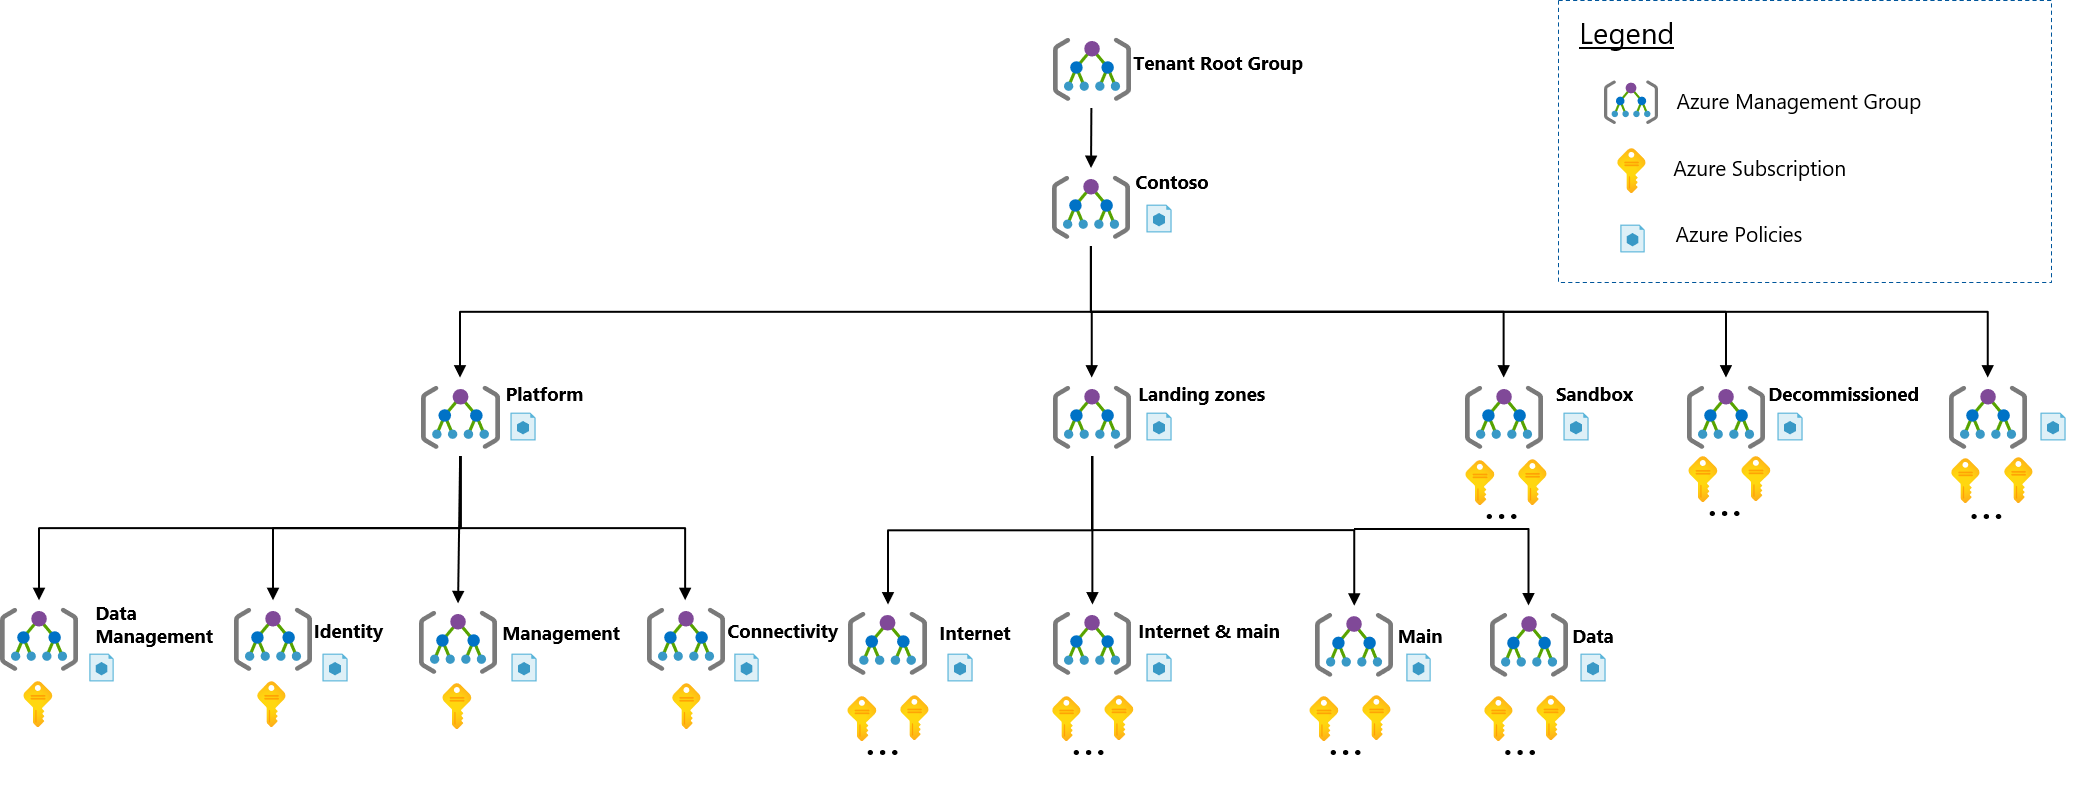 Legend
Tenant Root Group
Azure Management Group
Azure Subscription
Contoso
Azure Policies
Platform
Landing zones
Sandbox
Decommissioned
...
...
...
Data
Management
Identity
Management
Connectivity
Internet
Internet & main
Main
Data
...
...
...
...